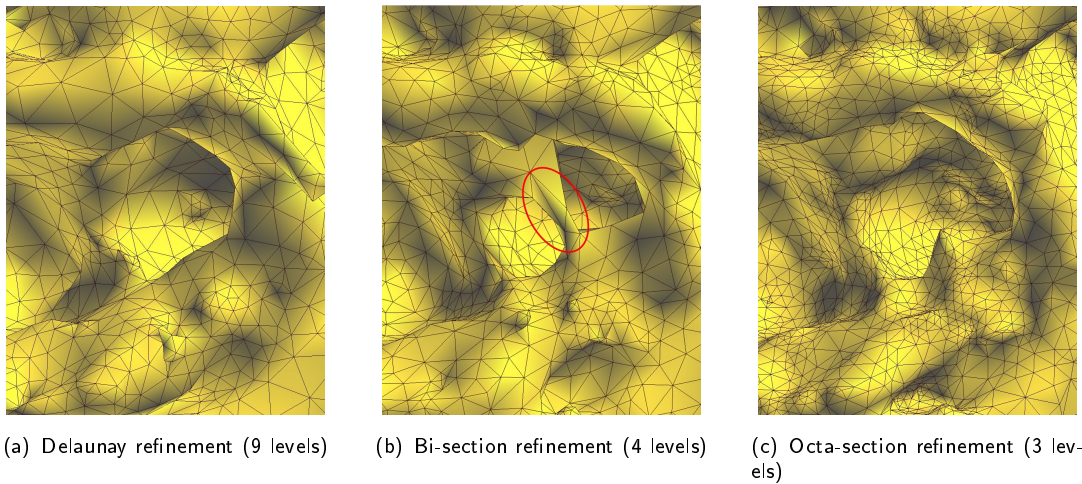 (a) Delaunay refinement (9 levels)
(b) Bi-section refinement (4 levels)
(c) Octa-section refinement (3 lev-
els)